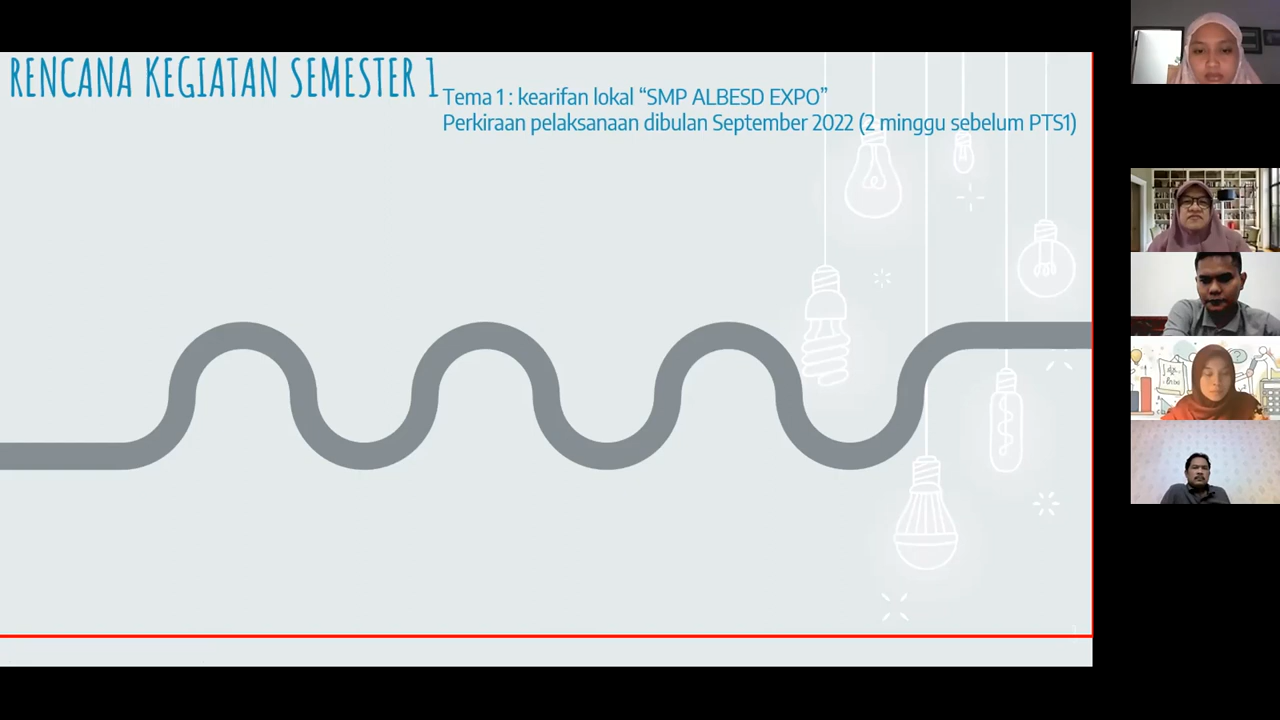 RENCANA KEGIATAN SEMESTER 1
Tema 1 : kearifan lokal “SMP ALBESD EXPO”
Perkiraan pelaksanaan dibulan September 2022 (2 minggu sebelum PTS1)